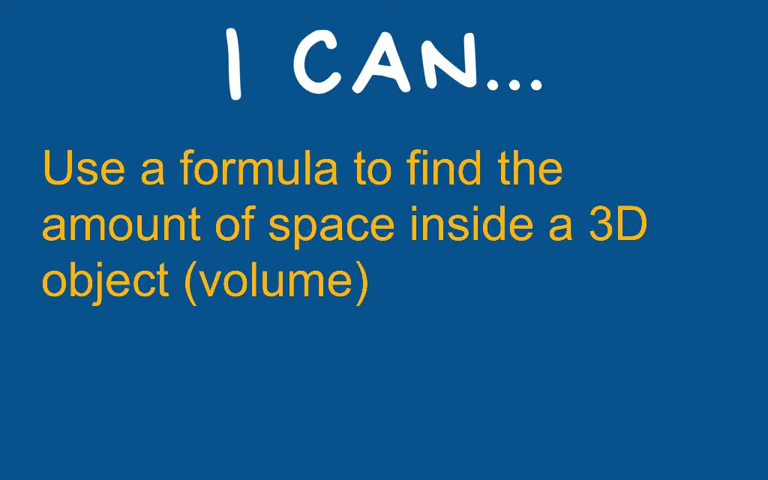 I CAN...
Use a formula to find the
amount of space inside a 3D
object (volume)